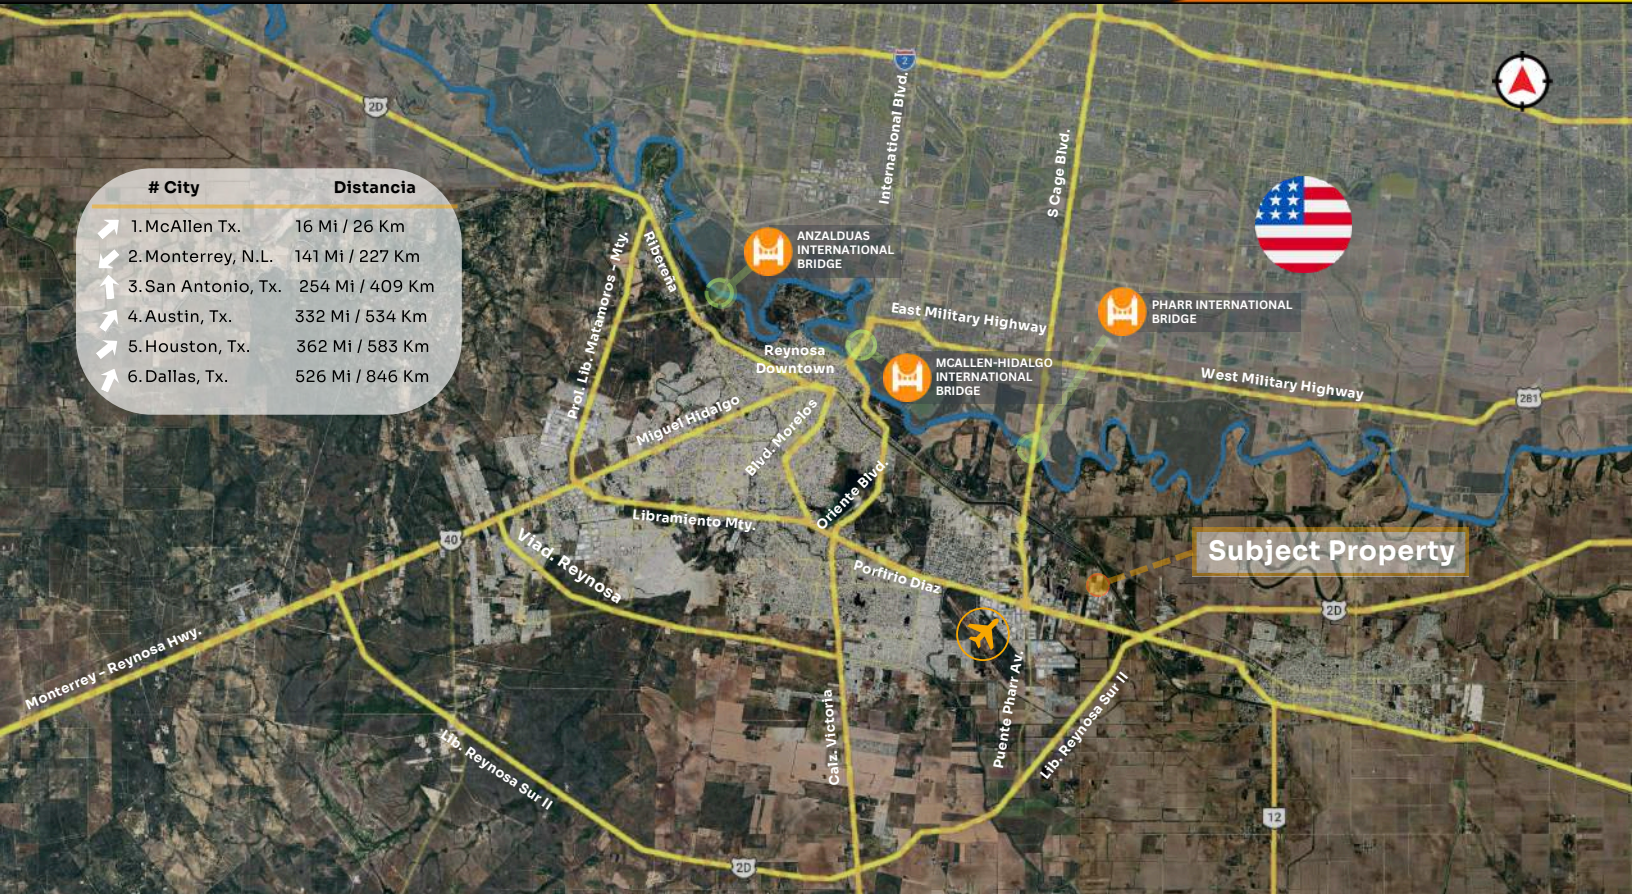 2
2D
International Blvd.
S Cage Blvd.
# City Distancia
1. McAllen Tx. 16 Mi / 26 Km
2. Monterrey, N.L. 141 Mi / 227 Km
3. San Antonio, Tx. 254 Mi / 409 Km
4. Austin, Tx. 332 Mi / 534 Km
5. Houston, Tx. 362 Mi / 583 Km
6. Dallas, Tx. 526 Mi / 846 Km
Prol. Lib. Matamoros - Mty.
Ribereña
ANZALDUAS
INTERNATIONAL
BRIDGE
PHARR INTERNATIONAL
BRIDGE
East Military Highway
Reynosa
Downtown
MCALLEN-HIDALGO
INTERNATIONAL
BRIDGE
West Military Highway
281
Miguel Hidalgo
Blvd. Morelos
Oriente Blvd.
Libramiento Mty.
40
Viad. Reynosa
Subject Property
Porfirio Diaz
2D
Monterrey - Reynosa Hwy.
Puente Pharr Av.
Lib. Reynosa Sur II
Calz. Victoria
Lib. Reynosa Sur II
12
2D